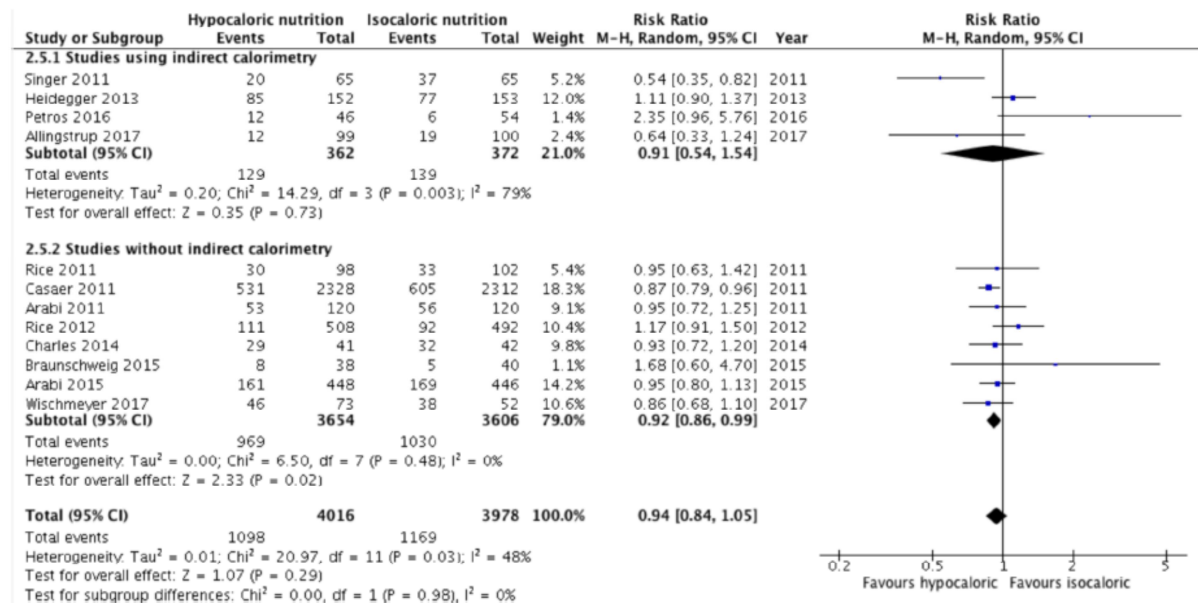 Hypocaloric nutrition Isocaloric nutrition Risk Ratio Risk Ratio
Study or Subgroup Events Total Events Total Weight M-H, Random, 95% CI Year M-H, Random, 95% CI
2.5.1 Studies using indirect calorimetry
Singer 2011 20 65 37 65 5.2% 0.54 [0.35, 0.82] 2011
Heidegger 2013 85 152 77 153 12.0% 1.11 [0.90, 1.37] 2013
Petros 2016 12 46 6 54 1.4% 2.35 [0.96, 5.76] 2016
Allingstrup 2017 12 99 19 100 2.4% 0.64 [0.33, 1.24] 2017
Subtotal (95% CI) 362 372 21.0% 0.91 [0.54, 1.54]
Total events 129 139
Heterogeneity: Tau² = 0.20; Chi² = 14.29, df = 3 (P = 0.003); I² = 79%
Test for overall effect: Z = 0.35 (P = 0.73)
2.5.2 Studies without indirect calorimetry
Rice 2011 30 98 33 102 5.4% 0.95 [0.63, 1.42] 2011
Casaer 2011 531 2328 605 2312 18.3% 0.87 [0.79, 0.96] 2011
Arabi 2011 53 120 56 120 9.1% 0.95 [0.72, 1.25] 2011
Rice 2012 111 508 92 492 10.4% 1.17 [0.91, 1.50] 2012
Charles 2014 29 41 32 42 9.8% 0.93 [0.72, 1.20] 2014
Braunschweig 2015 8 38 5 40 1.1% 1.68 [0.60, 4.70] 2015
Arabi 2015 161 448 169 446 14.2% 0.95 [0.80, 1.13] 2015
Wischmeyer 2017 46 73 38 52 10.6% 0.86 [0.68, 1.10] 2017
Subtotal (95% CI) 3654 3606 79.0% 0.92 [0.86, 0.99]
Total events 969 1030
Heterogeneity: Tau² = 0.00; Chi² = 6.50, df = 7 (P = 0.48); I² = 0%
Test for overall effect: Z = 2.33 (P = 0.02)
Total (95% CI) 4016 3978 100.0% 0.94 [0.84, 1.05]
Total events 1098 1169
Heterogeneity: Tau² = 0.01; Chi² = 20.97, df = 11 (P = 0.03); I² = 48%
Test for overall effect: Z = 1.07 (P = 0.29)
Test for subgroup differences: Chi² = 0.00, df = 1 (P = 0.98), I² = 0%
0.2 0.5 1 2 5
Favours hypocaloric Favours isocaloric